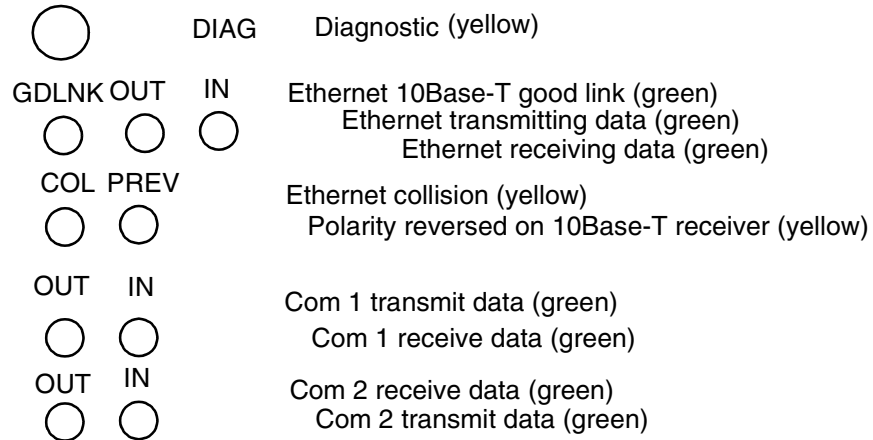 DIAG Diagnostic (yellow)
GDLNK OUT IN Ethernet 10Base-T good link (green)
Ethernet transmitting data (green)
Ethernet receiving data (green)
COL PREV Ethernet collision (yellow)
Polarity reversed on 10Base-T receiver (yellow)
OUT IN Com 1 transmit data (green)
Com 1 receive data (green)
OUT IN Com 2 receive data (green)
Com 2 transmit data (green)